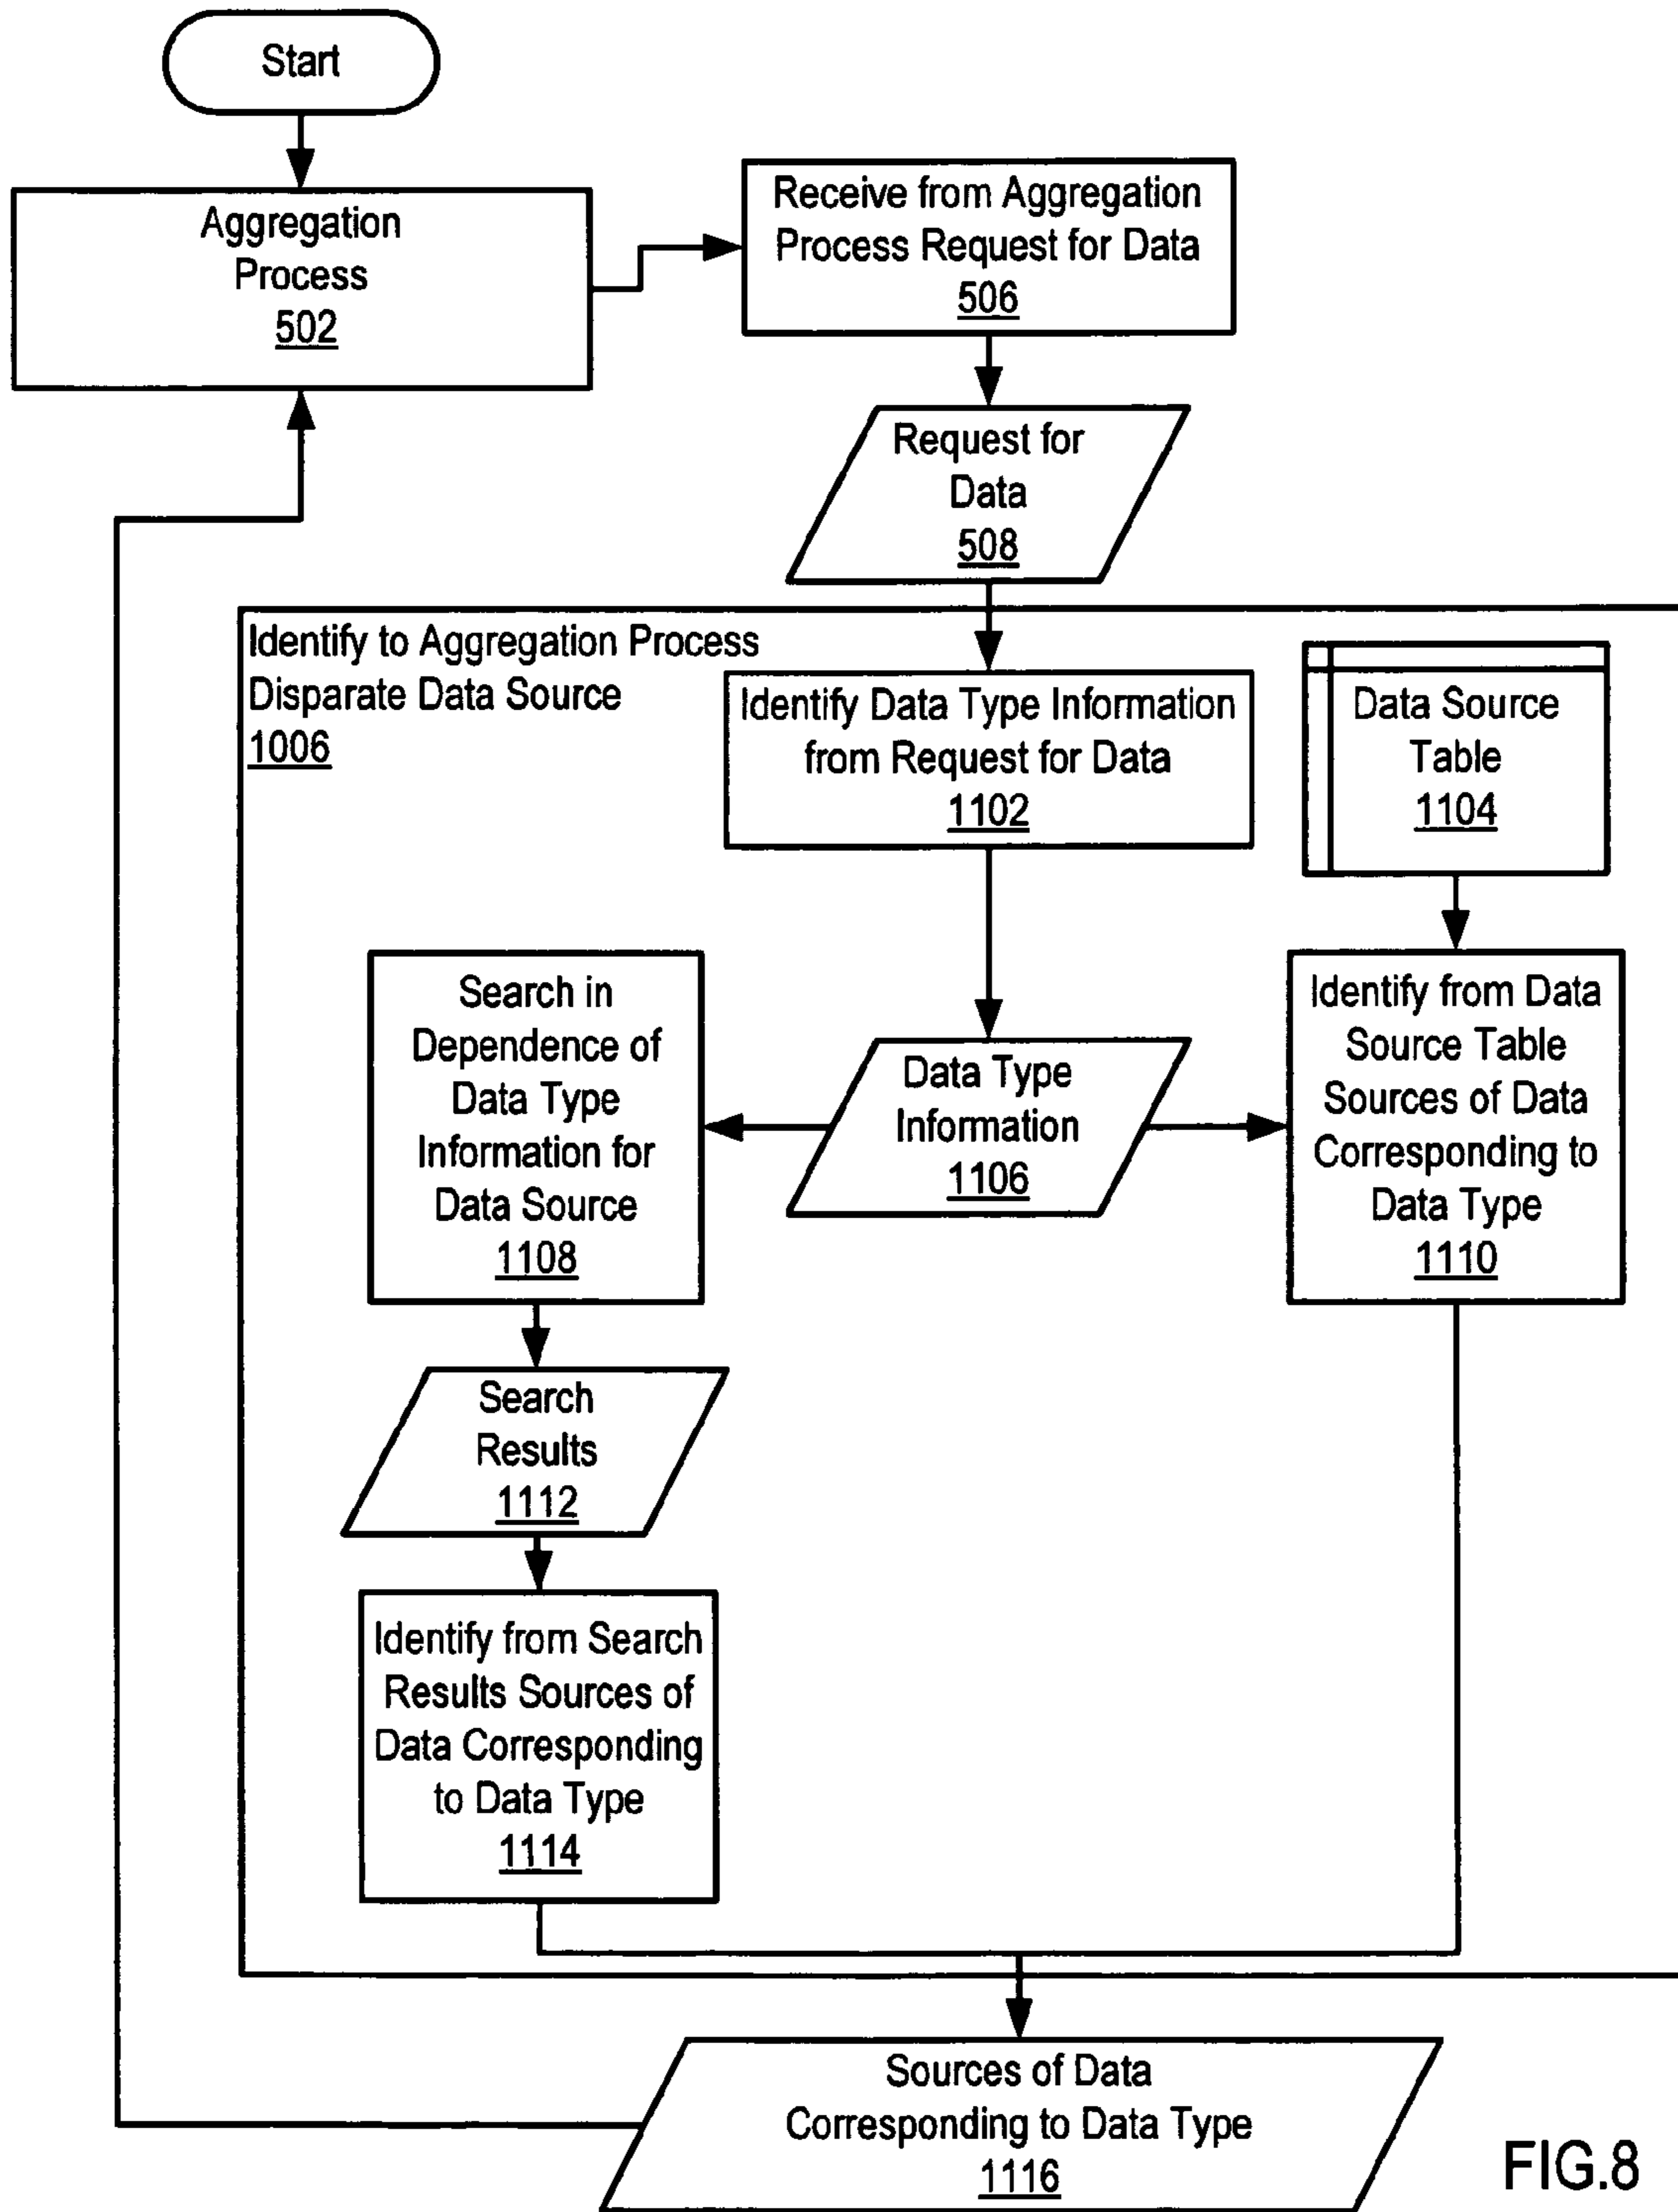 Start
Aggregation
Process
502
Receive from Aggregation
Process Request for Data
506
Request for
Data
508
Identify to Aggregation Process
Disparate Data Source
1006
Identify Data Type Information
from Request for Data
1102
Data Source
Table
1104
Search in
Dependence of
Data Type
Information for
Data Source
1108
Data Type
Information
1106
Identify from Data
Source Table
Sources of Data
Corresponding to
Data Type
1110
Search
Results
1112
Identify from Search
Results Sources of
Data Corresponding
to Data Type
1114
Sources of Data
Corresponding to Data Type
1116
FIG.8